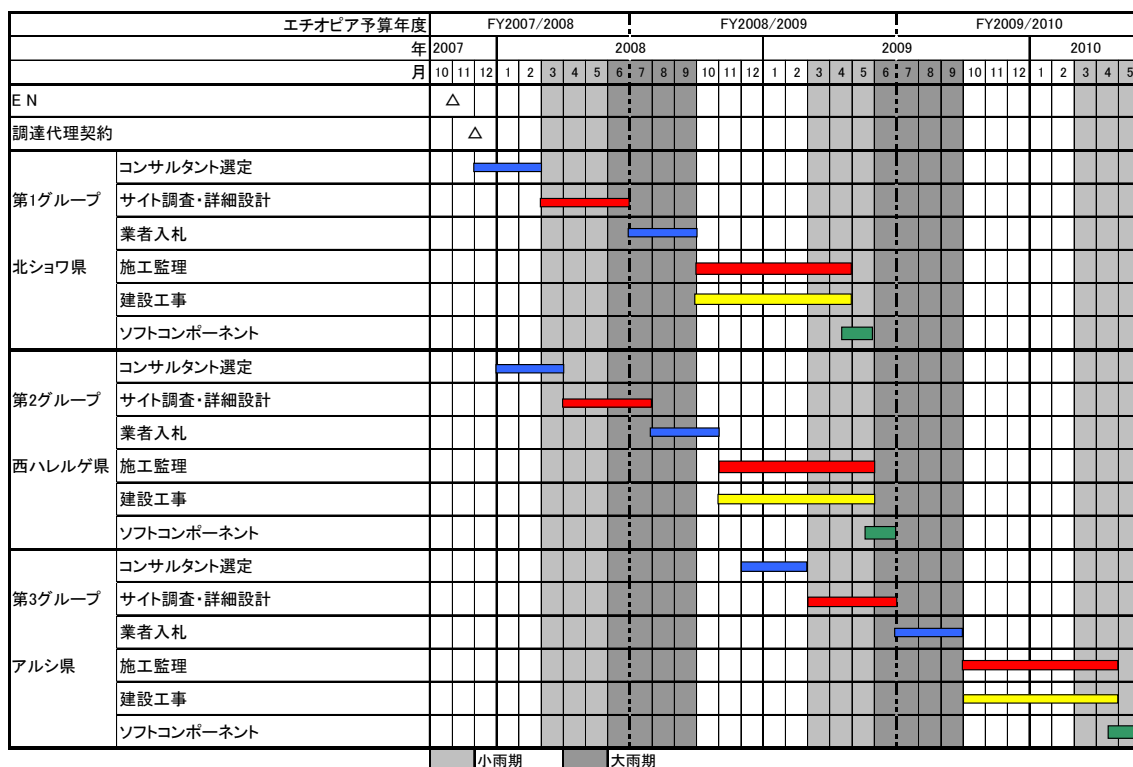 エチオピア予算年度 FY2007/2008 FY2008/2009 FY2009/2010
年 2007 2008 2009 2010
月 10 11 12 1 2 3 4 5 6 7 8 9 10 11 12 1 2 3 4 5 6 7 8 9 10 11 12 1 2 3 4 5
E N △
調達代理契約 △
コンサルタント選定
第1グループ サイト調査・詳細設計
業者入札
北ショワ県 施工監理
建設工事
ソフトコンポーネント
コンサルタント選定
第2グループ サイト調査・詳細設計
業者入札
西ハレルゲ県 施工監理
建設工事
ソフトコンポーネント
コンサルタント選定
第3グループ サイト調査・詳細設計
業者入札
アルシ県 施工監理
建設工事
ソフトコンポーネント
小雨期 大雨期